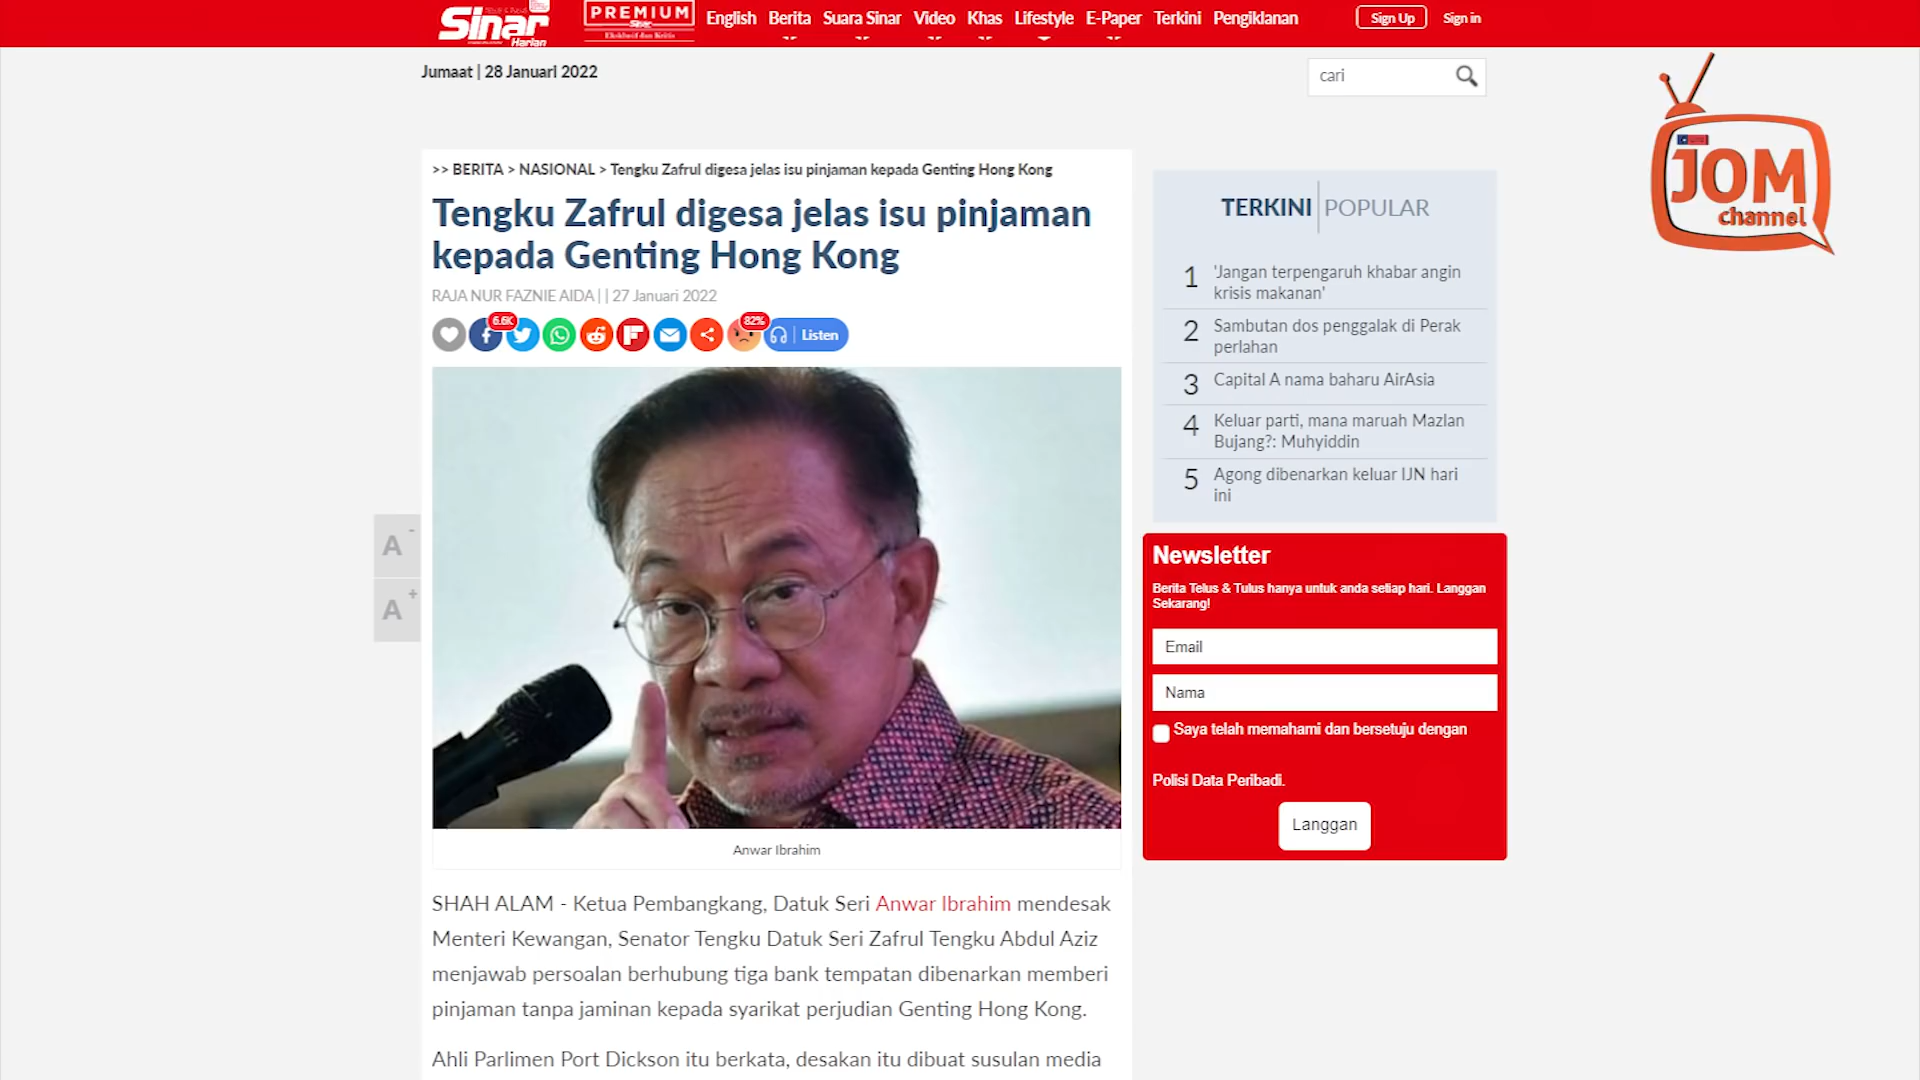 Sinar
Harian
PREMIUM
Sinar
Eksklusif dan Kritis
English Berita Suara Sinar Video Khas Lifestyle E-Paper Terkini Pengiklanan
Sign Up Sign in
Jumaat | 28 Januari 2022
cari
JOM
channel
>> BERITA > NASIONAL > Tengku Zafrul digesa jelas isu pinjaman kepada Genting Hong Kong
Tengku Zafrul digesa jelas isu pinjaman
kepada Genting Hong Kong
RAJA NUR FAZNIE AIDA | | 27 Januari 2022
6.6K
82%
Listen
A -
A +
Anwar Ibrahim
SHAH ALAM - Ketua Pembangkang, Datuk Seri Anwar Ibrahim mendesak
Menteri Kewangan, Senator Tengku Datuk Seri Zafrul Tengku Abdul Aziz
menjawab persoalan berhubung tiga bank tempatan dibenarkan memberi
pinjaman tanpa jaminan kepada syarikat perjudian Genting Hong Kong.
Ahli Parlimen Port Dickson itu berkata, desakan itu dibuat susulan media
TERKINI POPULAR
1 'Jangan terpengaruh khabar angin
krisis makanan'
2 Sambutan dos penggalak di Perak
perlahan
3 Capital A nama baharu AirAsia
4 Keluar parti, mana maruah Mazlan
Bujang?: Muhyiddin
5 Agong dibenarkan keluar IJN hari
ini
Newsletter
Berita Telus & Tulus hanya untuk anda setiap hari. Langgan
Sekarang!
Email
Nama
Saya telah memahami dan bersetuju dengan
Polisi Data Peribadi.
Langgan